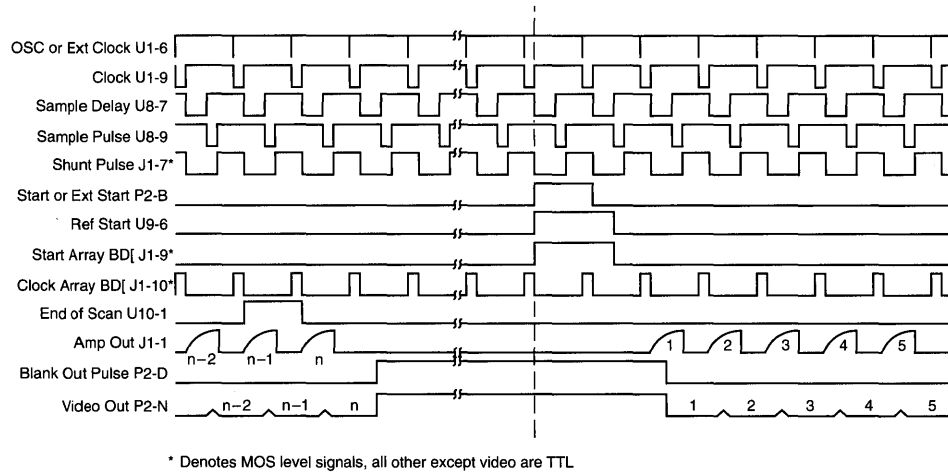 OSC or Ext Clock U1-6
Clock U1-9
Sample Delay U8-7
Sample Pulse U8-9
Shunt Pulse J1-7*
Start or Ext Start P2-B
Ref Start U9-6
Start Array BD[ J1-9*
Clock Array BD[ J1-10*
End of Scan U10-1
Amp Out J1-1
n-2 n-1 n 1 2 3 4 5
Blank Out Pulse P2-D
Video Out P2-N
n-2 n-1 n 1 2 3 4 5
* Denotes MOS level signals, all other except video are TTL